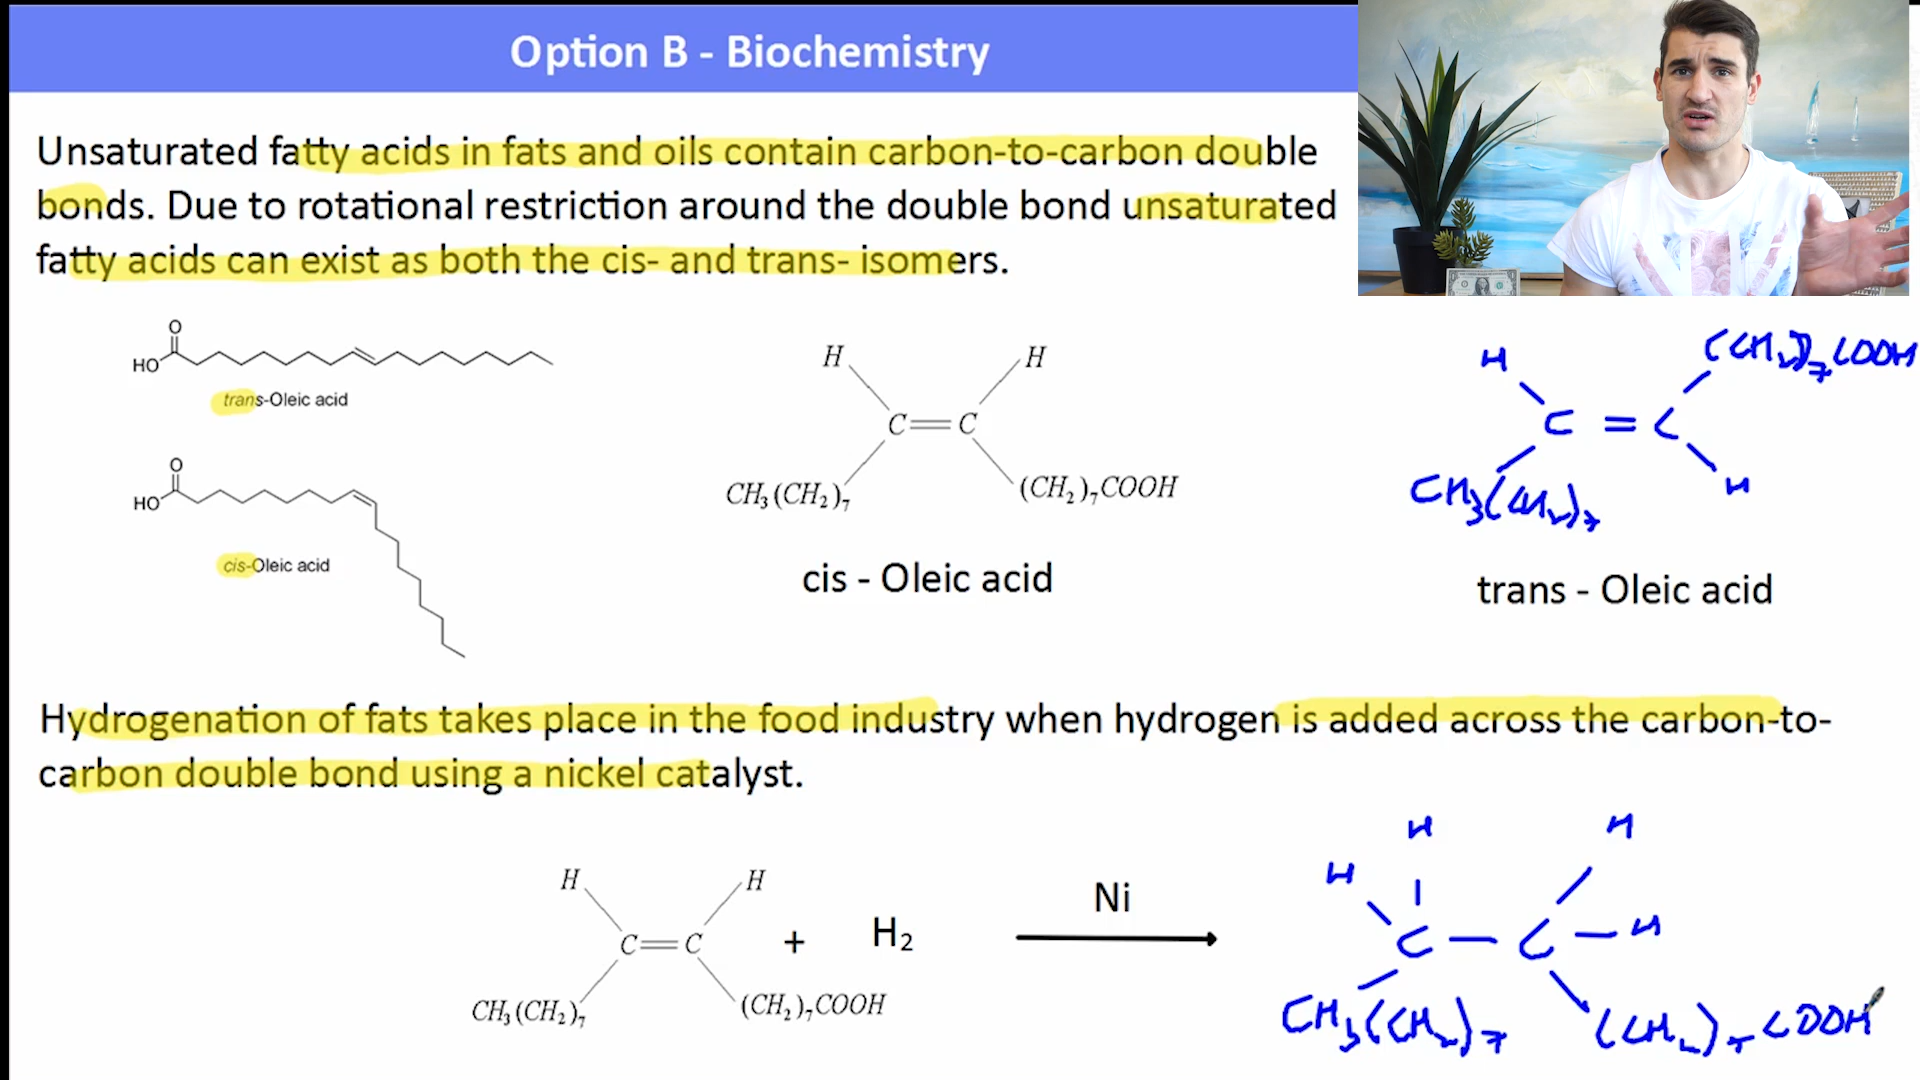 Option B - Biochemistry
Unsaturated fatty acids in fats and oils contain carbon-to-carbon double
bonds. Due to rotational restriction around the double bond unsaturated
fatty acids can exist as both the cis- and trans- isomers.
O
HO
trans-Oleic acid
O
HO
cis-Oleic acid
H H
C=C
CH₃(CH₂)₇ (CH₂)₇COOH
cis - Oleic acid
H (CH₂)₇COOH
C = C
CH₃(CH₂)₇ H
trans - Oleic acid
Hydrogenation of fats takes place in the food industry when hydrogen is added across the carbon-to-
carbon double bond using a nickel catalyst.
H H
C=C + H₂
CH₃(CH₂)₇ (CH₂)₇COOH
Ni
H H H
C - C - H
CH₃(CH₂)₇ (CH₂)₇COOH